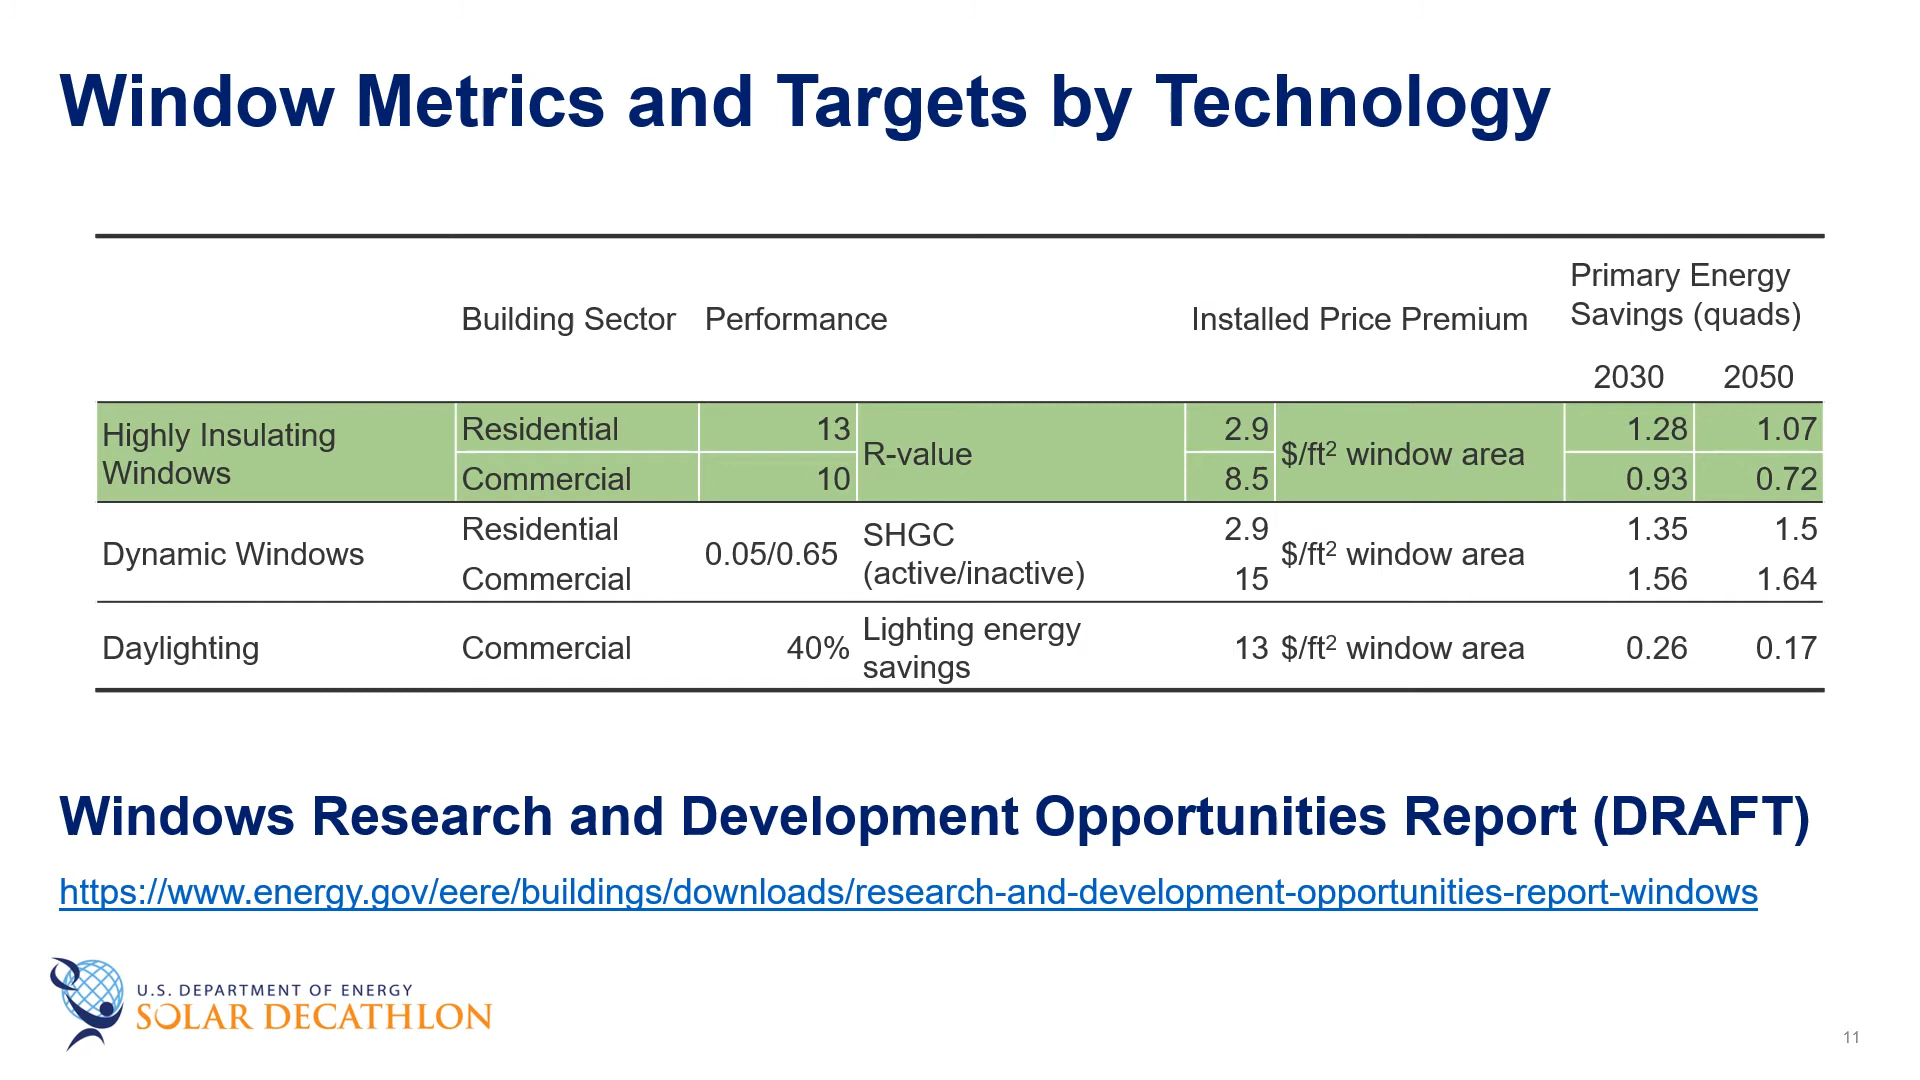 Window Metrics and Targets by Technology
Building Sector Performance Installed Price Premium Primary Energy
Savings (quads)
2030 2050
Highly Insulating
Windows
Residential 13 R-value 2.9 $/ft² window area 1.28 1.07
Commercial 10 8.5 0.93 0.72
Dynamic Windows
Residential 0.05/0.65 SHGC
(active/inactive) 2.9 $/ft² window area 1.35 1.5
Commercial 15 1.56 1.64
Daylighting Commercial 40% Lighting energy
savings 13 $/ft² window area 0.26 0.17
Windows Research and Development Opportunities Report (DRAFT)
https://www.energy.gov/eere/buildings/downloads/research-and-development-opportunities-report-windows
U.S. DEPARTMENT OF ENERGY
SOLAR DECATHLON
11